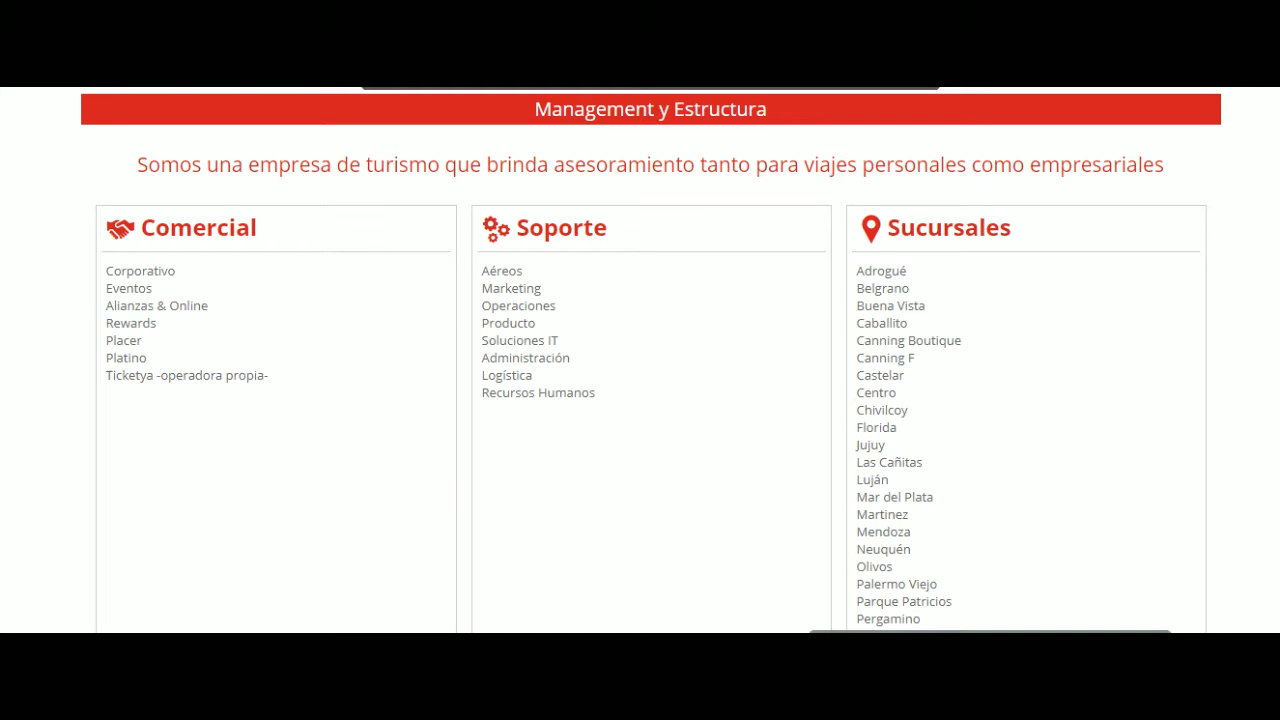 Management y Estructura
Somos una empresa de turismo que brinda asesoramiento tanto para viajes personales como empresariales
Comercial
Corporativo
Eventos
Alianzas & Online
Rewards
Placer
Platino
Ticketya -operadora propia-
Soporte
Aéreos
Marketing
Operaciones
Producto
Soluciones IT
Administración
Logística
Recursos Humanos
Sucursales
Adrogué
Belgrano
Buena Vista
Caballito
Canning Boutique
Canning F
Castelar
Centro
Chivilcoy
Florida
Jujuy
Las Cañitas
Luján
Mar del Plata
Martinez
Mendoza
Neuquén
Olivos
Palermo Viejo
Parque Patricios
Pergamino